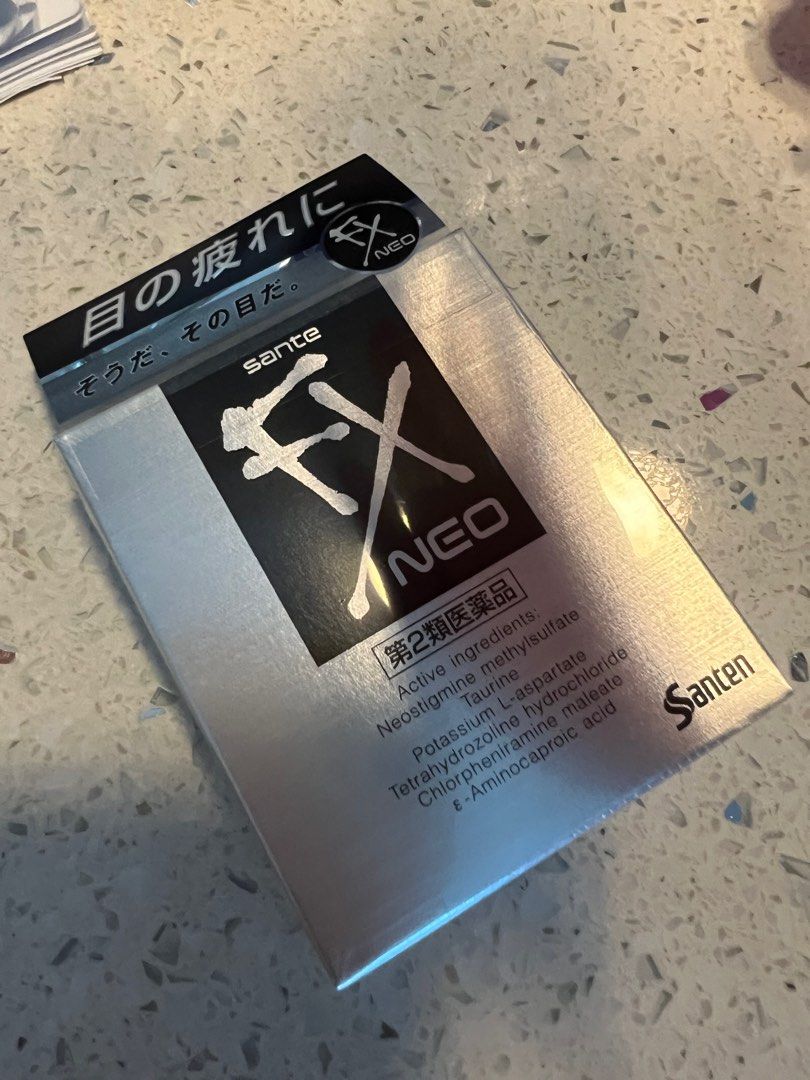 目の疲れに
FX NEO
そうだ、その目だ。
sante
FX
NEO
第2類医薬品
Active ingredients:
Neostigmine methylsulfate
Taurine
Potassium L-aspartate
Tetrahydrozoline hydrochloride
Chlorpheniramine maleate
ε-Aminocaproic acid
Santen